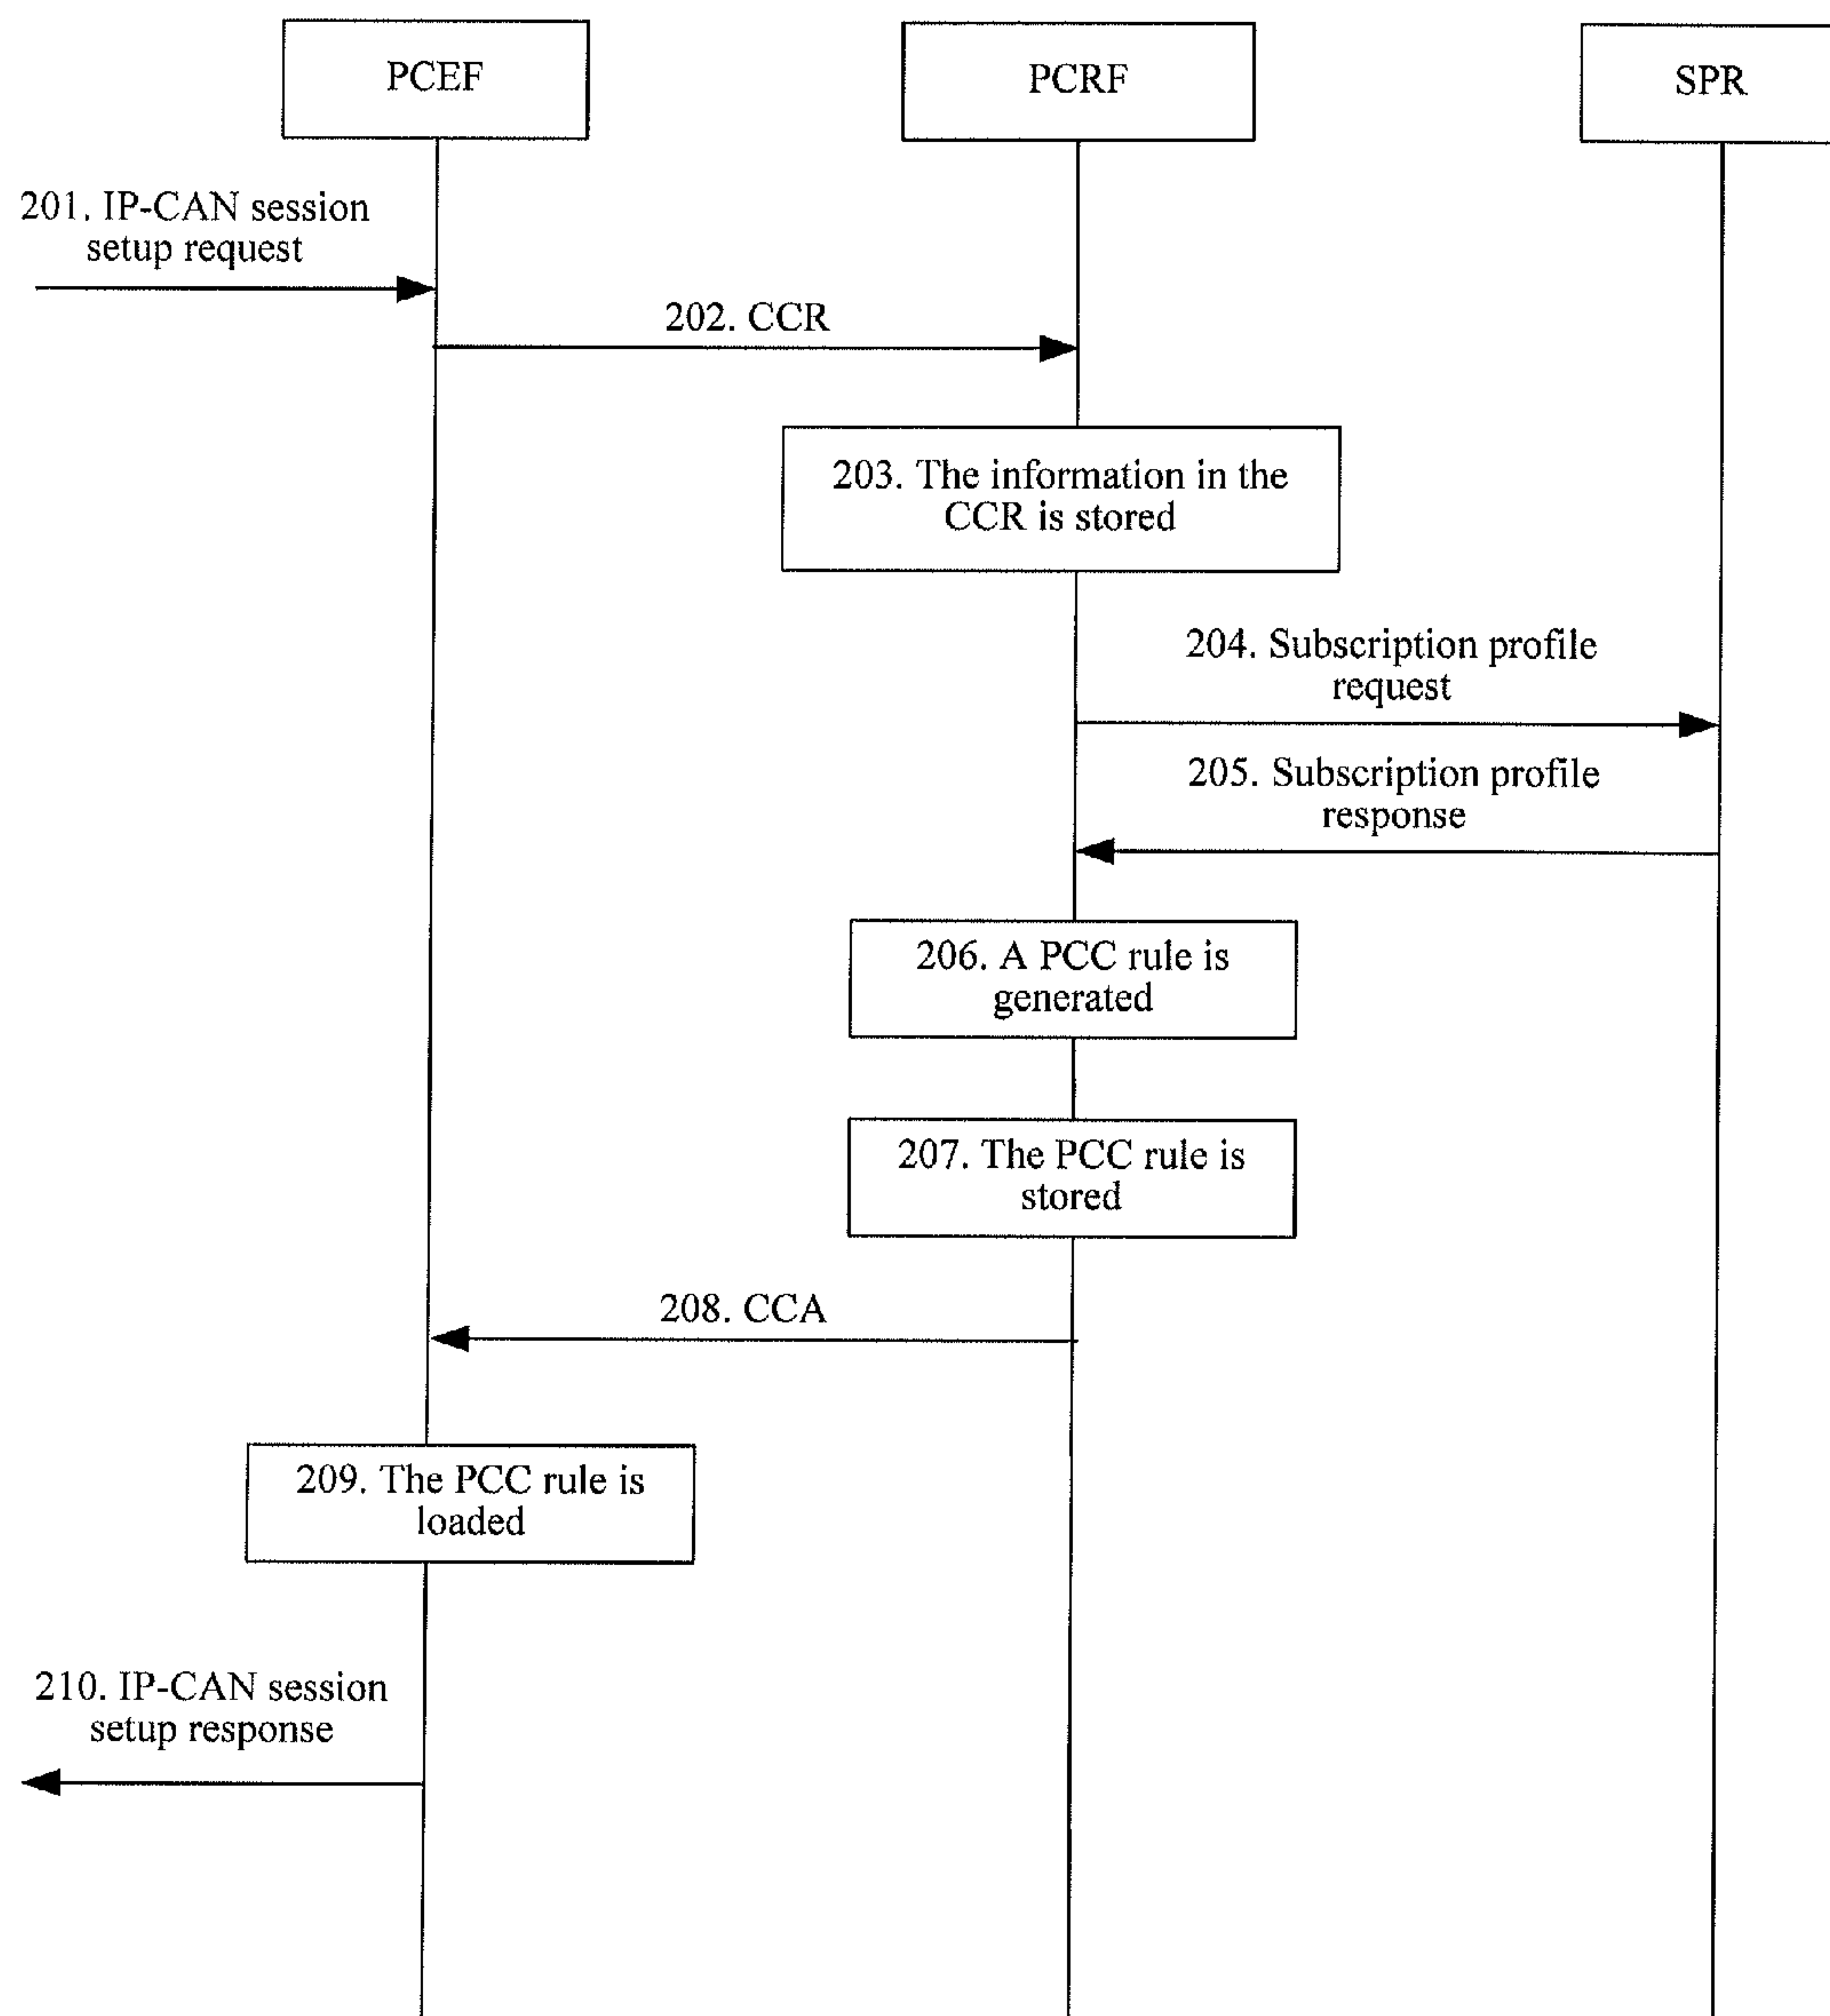 PCEF
PCRF
SPR
201. IP-CAN session
setup request
202. CCR
203. The information in the
CCR is stored
204. Subscription profile
request
205. Subscription profile
response
206. A PCC rule is
generated
207. The PCC rule is
stored
208. CCA
209. The PCC rule is
loaded
210. IP-CAN session
setup response